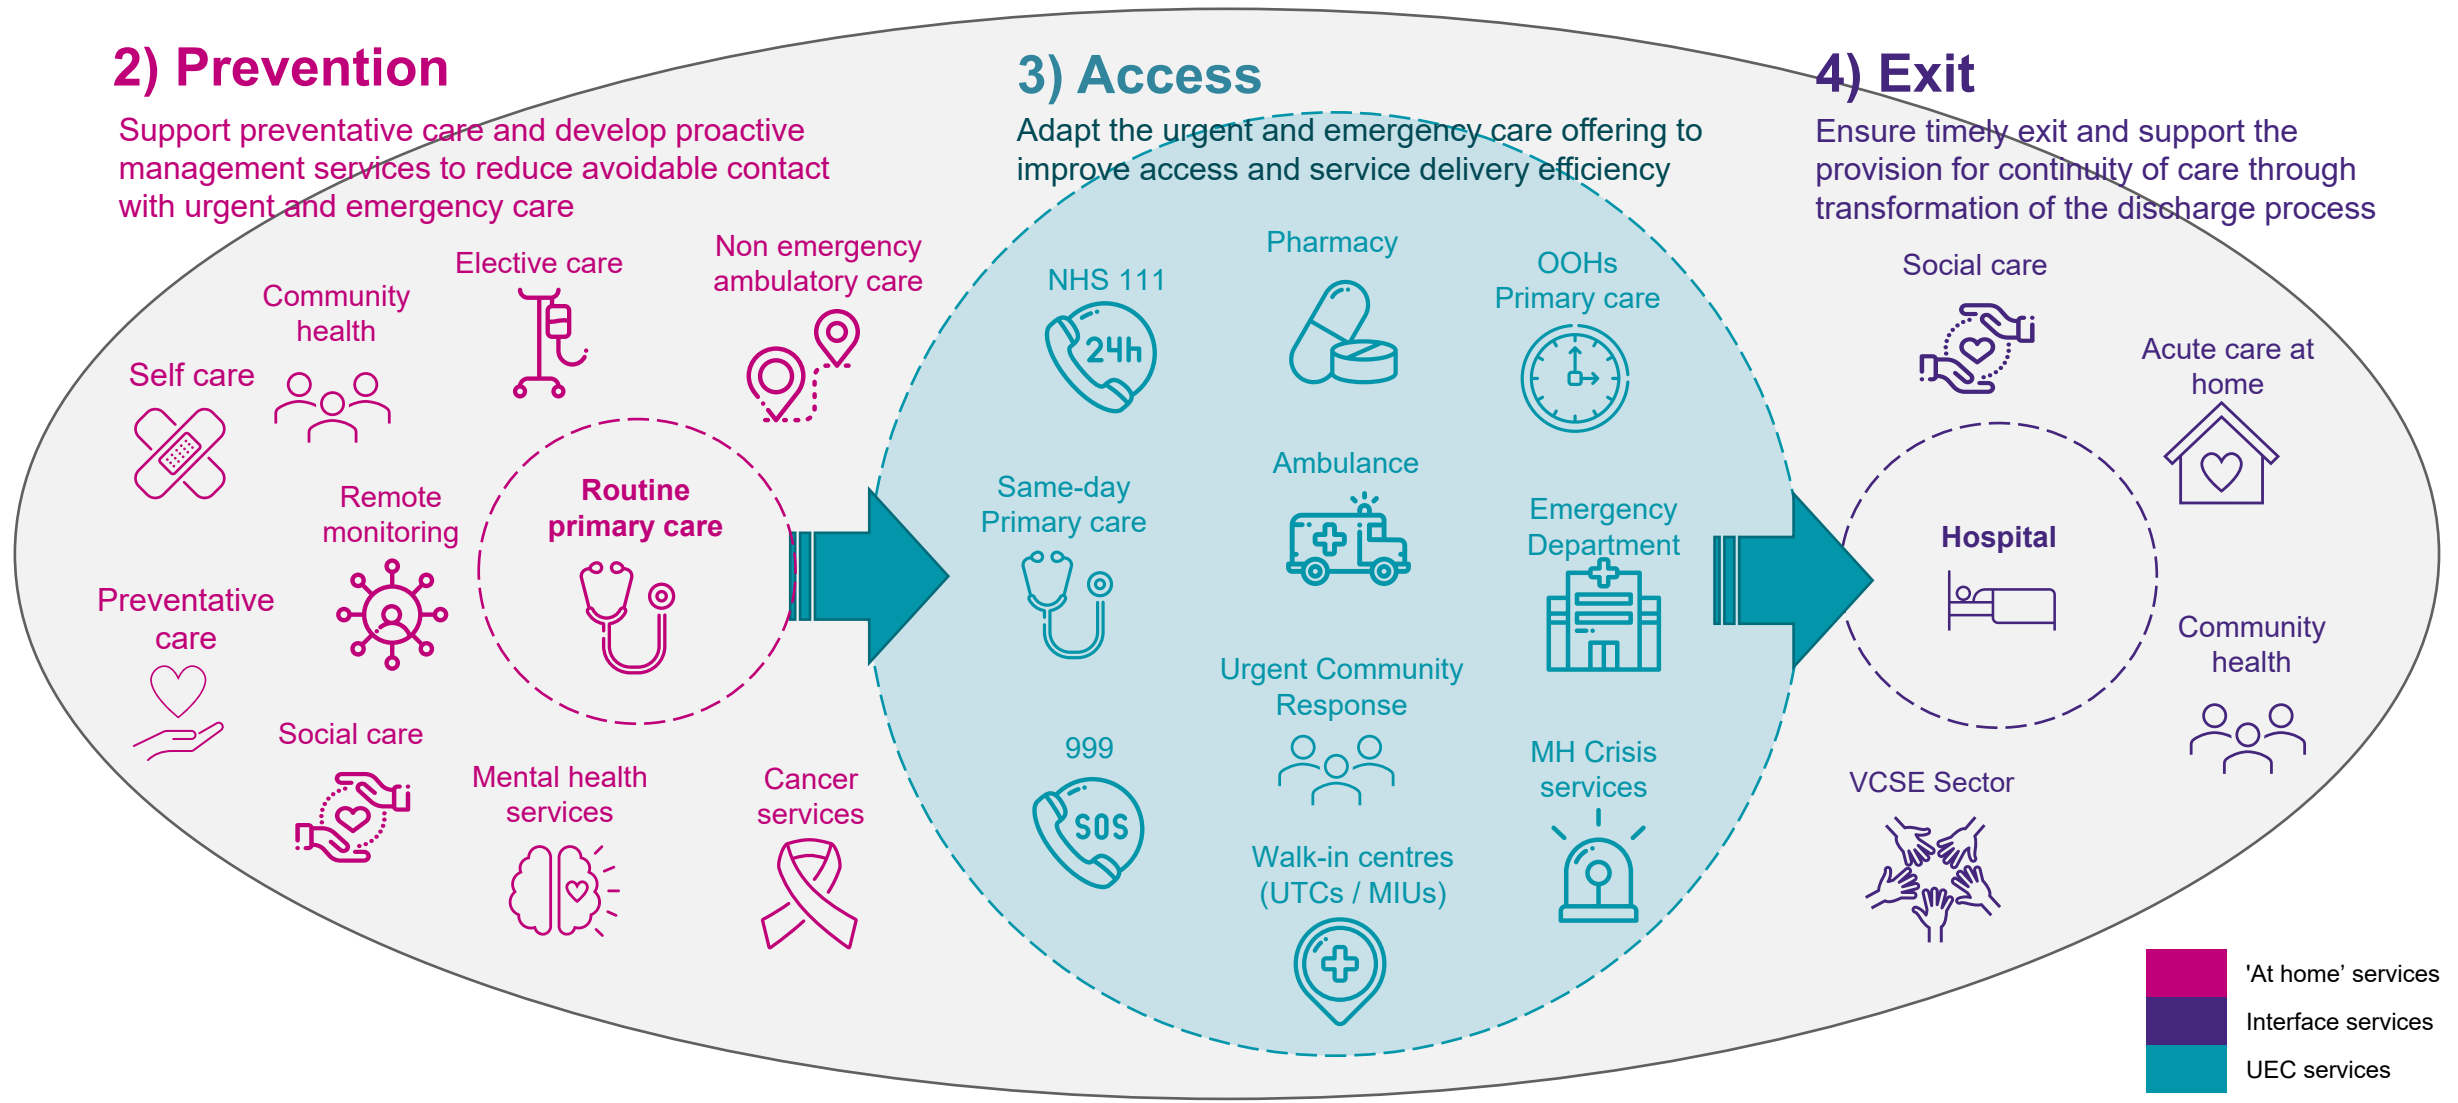 2) Prevention
Support preventative care and develop proactive
management services to reduce avoidable contact
with urgent and emergency care
Self care
Community
health
Elective care
Non emergency
ambulatory care
Remote
monitoring
Routine
primary care
Preventative
care
Social care
Mental health
services
Cancer
services
3) Access
Adapt the urgent and emergency care offering to
improve access and service delivery efficiency
NHS 111
24h
Pharmacy
OOHs
Primary care
Same-day
Primary care
Ambulance
Emergency
Department
Urgent Community
Response
999
SOS
MH Crisis
services
Walk-in centres
(UTCs / MIUs)
4) Exit
Ensure timely exit and support the
provision for continuity of care through
transformation of the discharge process
Social care
Acute care at
home
Hospital
Community
health
VCSE Sector
'At home’ services
Interface services
UEC services